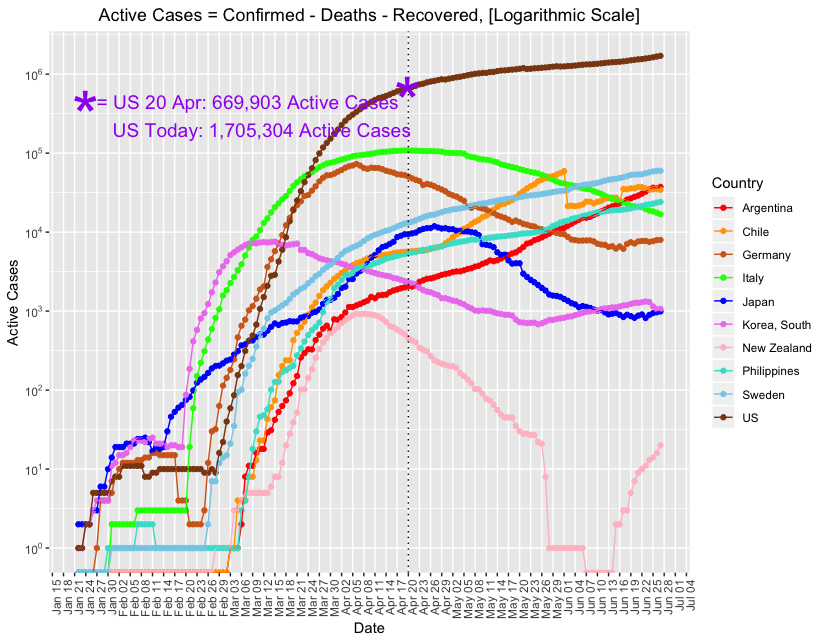 Active Cases = Confirmed - Deaths - Recovered, [Logarithmic Scale]
10⁶
*= US 20 Apr: 669,903 Active Cases
US Today: 1,705,304 Active Cases
10⁵
10⁴
10³
10²
10¹
10⁰
Active Cases
Jan 15
Jan 18
Jan 21
Jan 24
Jan 27
Jan 30
Feb 02
Feb 05
Feb 08
Feb 11
Feb 14
Feb 17
Feb 20
Feb 23
Feb 26
Feb 29
Mar 03
Mar 06
Mar 09
Mar 12
Mar 15
Mar 18
Mar 21
Mar 24
Mar 27
Mar 30
Apr 02
Apr 05
Apr 08
Apr 11
Apr 14
Apr 17
Apr 20
Apr 23
Apr 26
Apr 29
May 02
May 05
May 08
May 11
May 14
May 17
May 20
May 23
May 26
May 29
Jun 01
Jun 04
Jun 07
Jun 10
Jun 13
Jun 16
Jun 19
Jun 22
Jun 25
Jun 28
Jul 01
Jul 04
Date
Country
Argentina
Chile
Germany
Italy
Japan
Korea, South
New Zealand
Philippines
Sweden
US